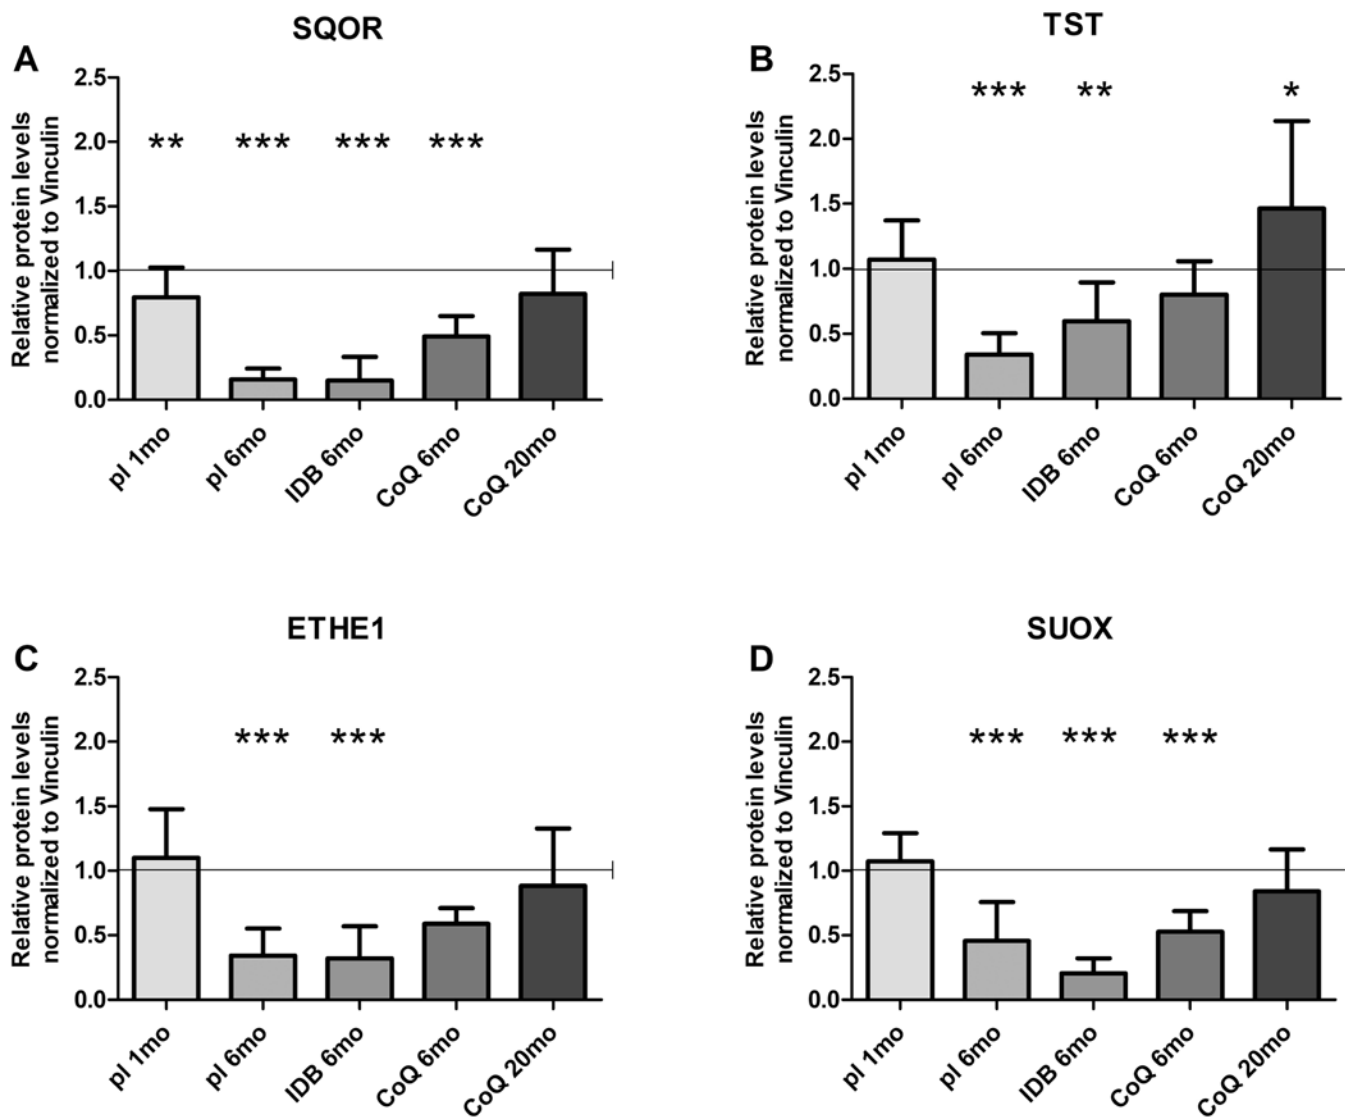 SQOR
A
Relative protein levels
normalized to Vinculin
2.5
2.0
1.5
1.0
0.5
0.0
** *** *** ***
pl 1mo
pl 6mo
IDB 6mo
CoQ 6mo
CoQ 20mo
TST
B
Relative protein levels
normalized to Vinculin
2.5
2.0
1.5
1.0
0.5
0.0
*** ** *
pl 1mo
pl 6mo
IDB 6mo
CoQ 6mo
CoQ 20mo
ETHE1
C
Relative protein levels
normalized to Vinculin
2.5
2.0
1.5
1.0
0.5
0.0
*** ***
pl 1mo
pl 6mo
IDB 6mo
CoQ 6mo
CoQ 20mo
SUOX
D
Relative protein levels
normalized to Vinculin
2.5
2.0
1.5
1.0
0.5
0.0
*** *** ***
pl 1mo
pl 6mo
IDB 6mo
CoQ 6mo
CoQ 20mo